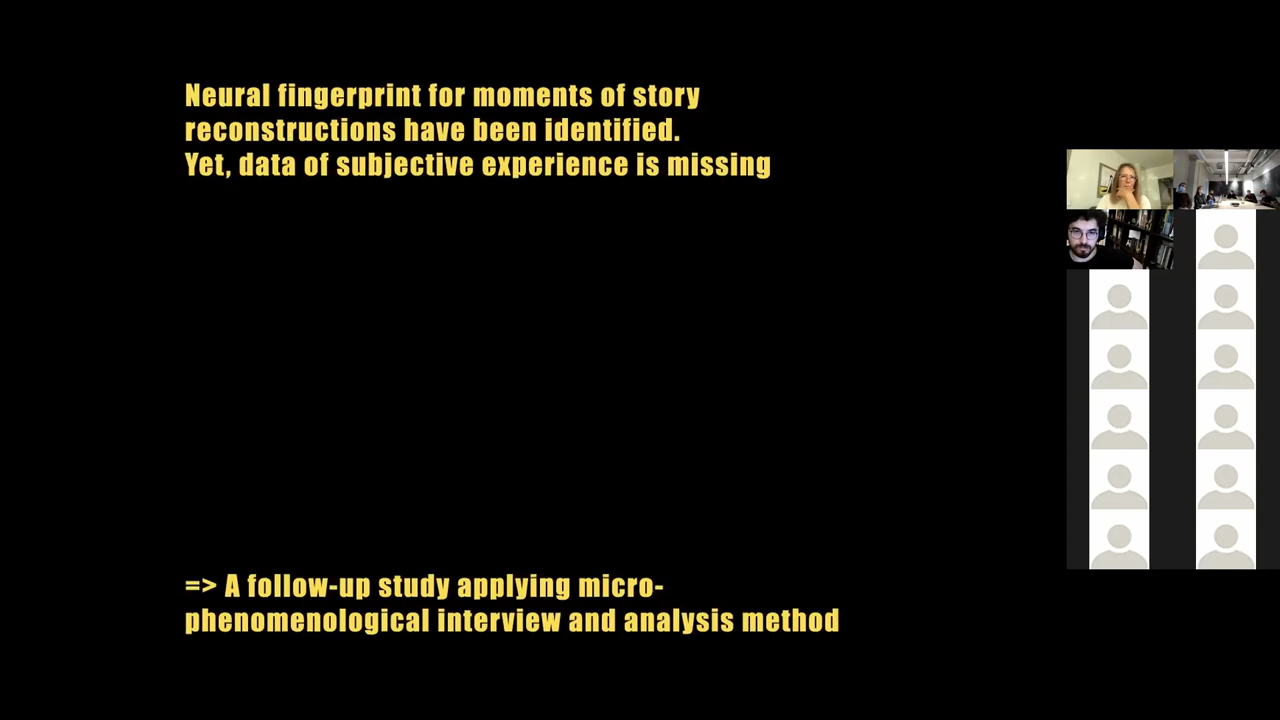 Neural fingerprint for moments of story
reconstructions have been identified.
Yet, data of subjective experience is missing
=> A follow-up study applying micro-
phenomenological interview and analysis method